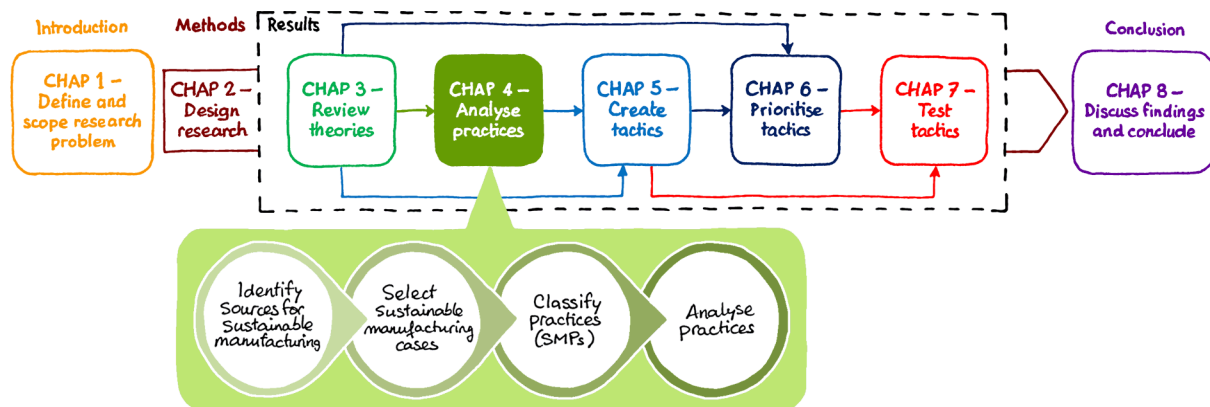 Introduction
CHAP 1 –
Define and
scope research
problem
Methods
CHAP 2 –
Design
research
Results
CHAP 3 –
Review
theories
CHAP 4 –
Analyse
practices
CHAP 5 –
Create
tactics
CHAP 6 –
Prioritise
tactics
CHAP 7 –
Test
tactics
Conclusion
CHAP 8 –
Discuss findings
and conclude
Identify
Sources for
Sustainable
manufacturing
Select
Sustainable
manufacturing
cases
Classify
practices
(SMPs)
Analyse
practices